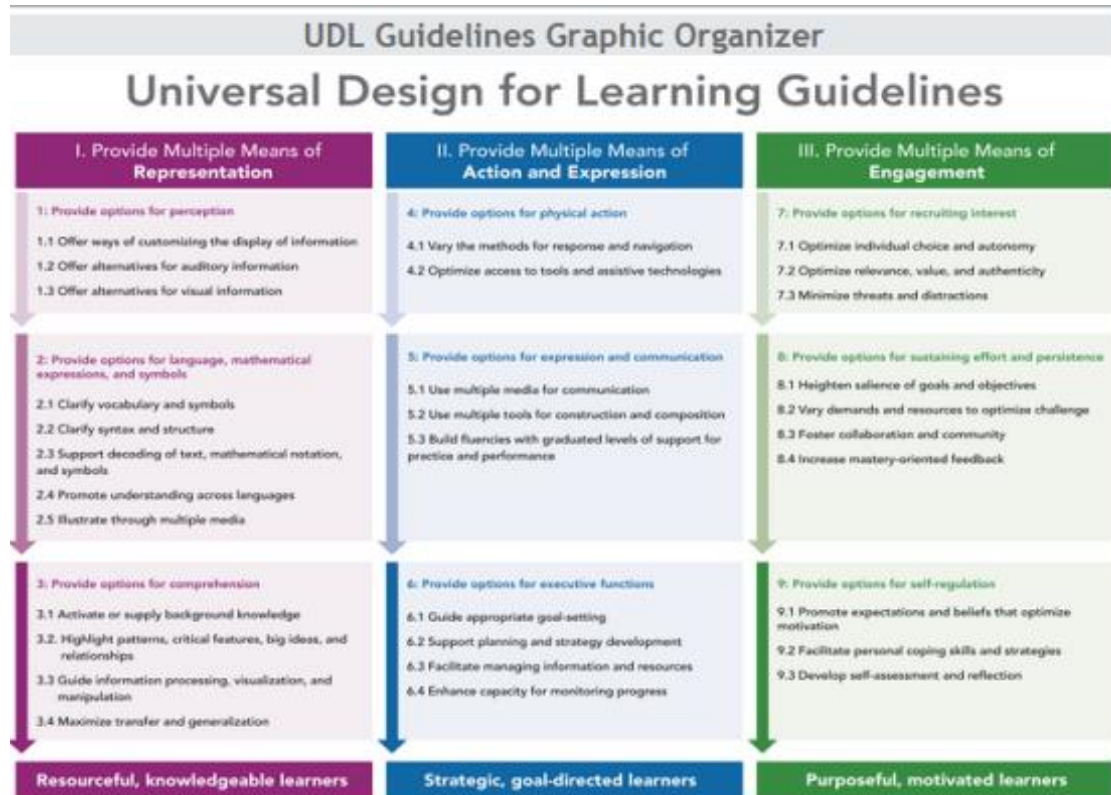 UDL Guidelines Graphic Organizer
Universal Design for Learning Guidelines
I. Provide Multiple Means of
Representation
1: Provide options for perception
1.1 Offer ways of customizing the display of information
1.2 Offer alternatives for auditory information
1.3 Offer alternatives for visual information
2: Provide options for language, mathematical
expressions, and symbols
2.1 Clarify vocabulary and symbols
2.2 Clarify syntax and structure
2.3 Support decoding of text, mathematical notation,
and symbols
2.4 Promote understanding across languages
2.5 Illustrate through multiple media
3: Provide options for comprehension
3.1 Activate or supply background knowledge
3.2. Highlight patterns, critical features, big ideas, and
relationships
3.3 Guide information processing, visualization, and
manipulation
3.4 Maximize transfer and generalization
Resourceful, knowledgeable learners
II. Provide Multiple Means of
Action and Expression
4: Provide options for physical action
4.1 Vary the methods for response and navigation
4.2 Optimize access to tools and assistive technologies
5: Provide options for expression and communication
5.1 Use multiple media for communication
5.2 Use multiple tools for construction and composition
5.3 Build fluencies with graduated levels of support for
practice and performance
6: Provide options for executive functions
6.1 Guide appropriate goal-setting
6.2 Support planning and strategy development
6.3 Facilitate managing information and resources
6.4 Enhance capacity for monitoring progress
Strategic, goal-directed learners
III. Provide Multiple Means of
Engagement
7: Provide options for recruiting interest
7.1 Optimize individual choice and autonomy
7.2 Optimize relevance, value, and authenticity
7.3 Minimize threats and distractions
8: Provide options for sustaining effort and persistence
8.1 Heighten salience of goals and objectives
8.2 Vary demands and resources to optimize challenge
8.3 Foster collaboration and community
8.4 Increase mastery-oriented feedback
9: Provide options for self-regulation
9.1 Promote expectations and beliefs that optimize
motivation
9.2 Facilitate personal coping skills and strategies
9.3 Develop self-assessment and reflection
Purposeful, motivated learners